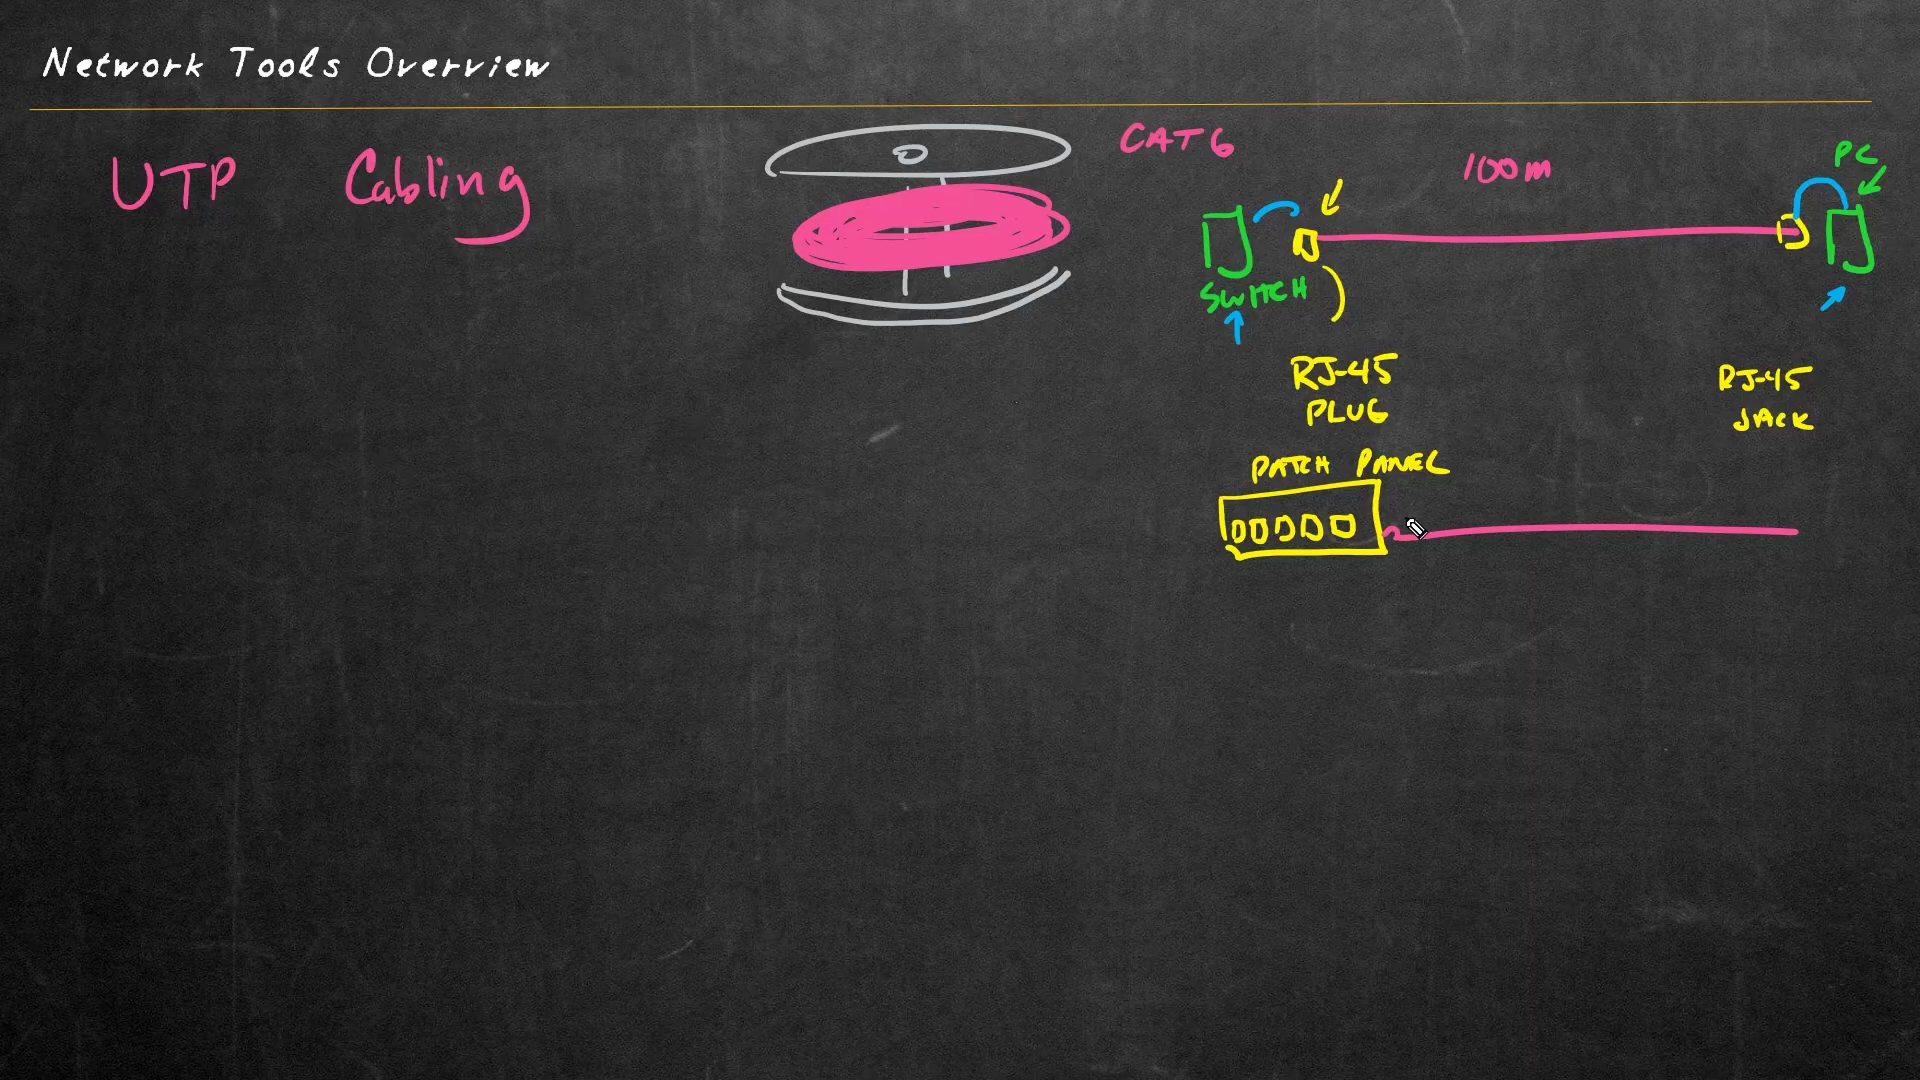 Network Tools Overview
UTP Cabling
CAT6
100m
PC
SWITCH
RJ-45
PLUG
RJ-45
JACK
PATCH PANEL